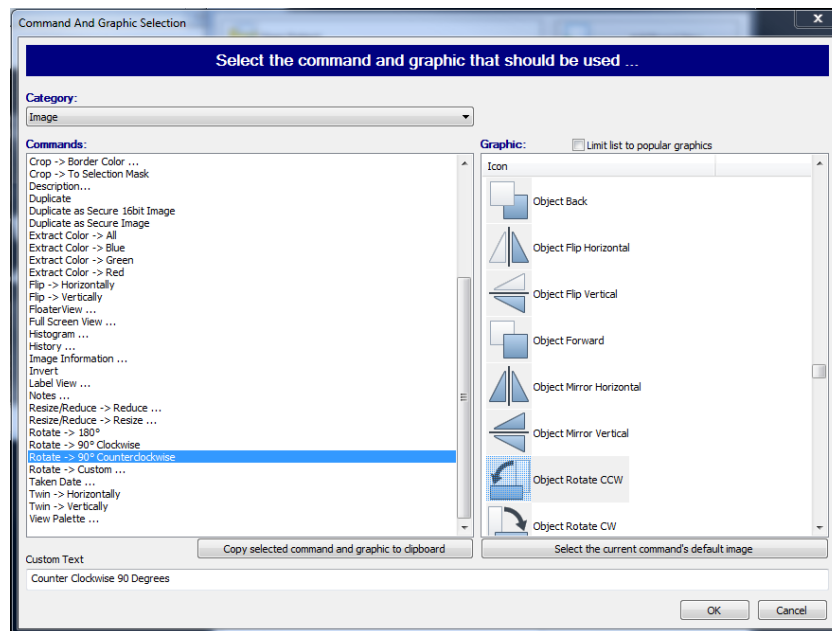 Command And Graphic Selection
x
Select the command and graphic that should be used ...
Category:
Image
Commands:
Crop -> Border Color ...
Crop -> To Selection Mask
Description...
Duplicate
Duplicate as Secure 16bit Image
Duplicate as Secure Image
Extract Color -> All
Extract Color -> Blue
Extract Color -> Green
Extract Color -> Red
Flip -> Horizontally
Flip -> Vertically
FloaterView ...
Full Screen View ...
Histogram ...
History ...
Image Information ...
Invert
Label View ...
Notes ...
Resize/Reduce -> Reduce ...
Resize/Reduce -> Resize ...
Rotate -> 180°
Rotate -> 90° Clockwise
Rotate -> 90° Counterclockwise
Rotate -> Custom ...
Taken Date ...
Twin -> Horizontally
Twin -> Vertically
View Palette ...
Graphic:
Limit list to popular graphics
Icon
Object Back
Object Flip Horizontal
Object Flip Vertical
Object Forward
Object Mirror Horizontal
Object Mirror Vertical
Object Rotate CCW
Object Rotate CW
Copy selected command and graphic to clipboard
Select the current command's default image
Custom Text
Counter Clockwise 90 Degrees
OK
Cancel